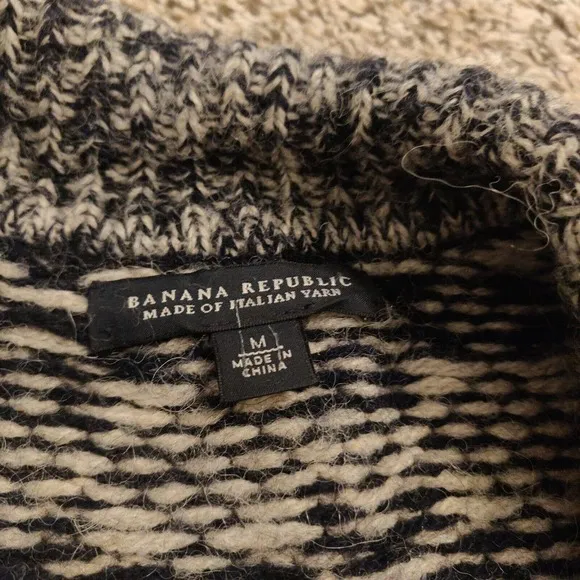 BANANA REPUBLIC
MADE OF ITALIAN YARN
M
MADE IN
CHINA